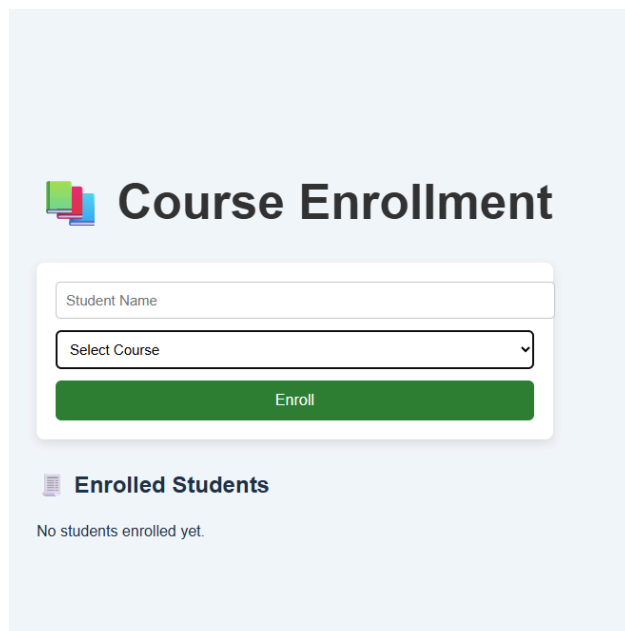 Course Enrollment
Student Name
Select Course
Enroll
Enrolled Students
No students enrolled yet.